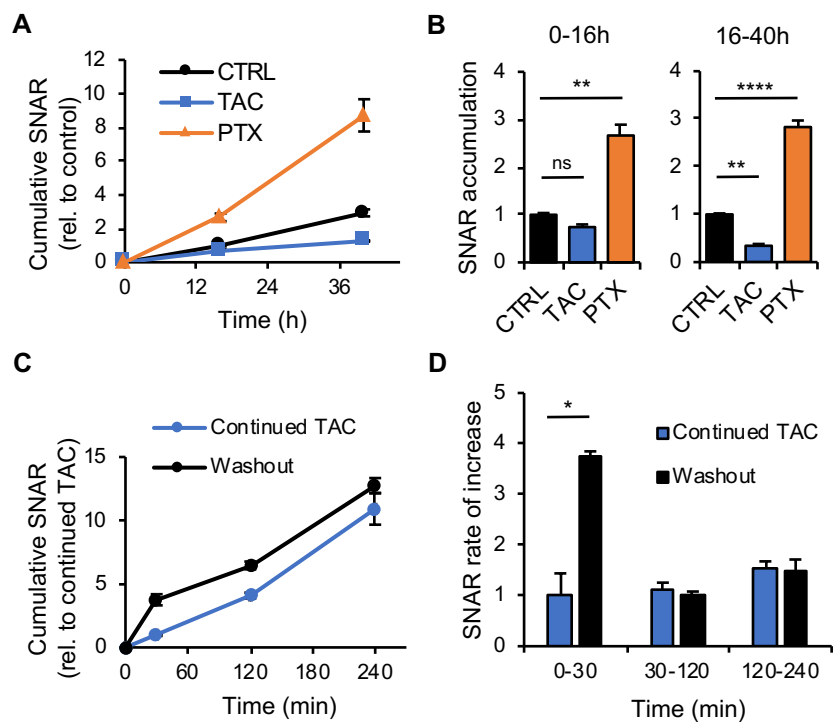 A
Cumulative SNAR
(rel. to control)
12
10
8
6
4
2
0
CTRL
TAC
PTX
0
12
24
36
Time (h)
B
0-16h
16-40h
SNAR accumulation
4
3
2
1
0
**
ns
CTRL
TAC
PTX
4
3
2
1
0
****
**
CTRL
TAC
PTX
C
Continued TAC
Washout
Cumulative SNAR
(rel. to continued TAC)
15
10
5
0
0
60
120
180
240
Time (min)
D
SNAR rate of increase
5
4
3
2
1
0
*
Continued TAC
Washout
0-30
30-120
120-240
Time (min)